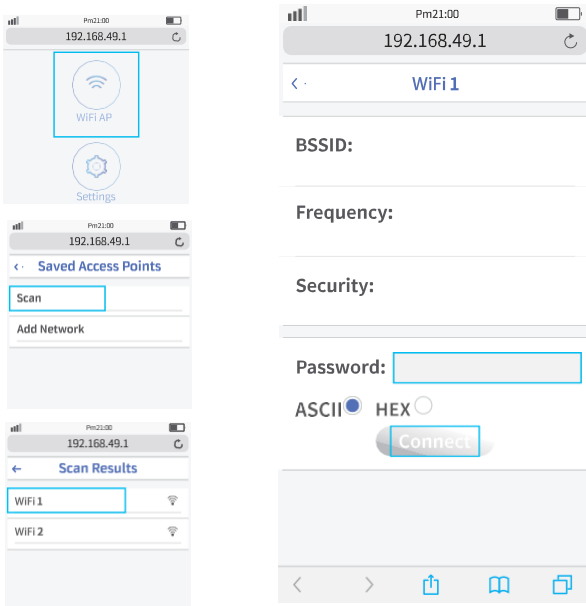 Pm21:00
192.168.49.1
WiFi AP
Settings
Pm21:00
192.168.49.1
Saved Access Points
Scan
Add Network
Pm21:00
192.168.49.1
Scan Results
WiFi 1
WiFi 2
Pm21:00
192.168.49.1
WiFi 1
BSSID:
Frequency:
Security:
Password:
ASCII HEX
Connect